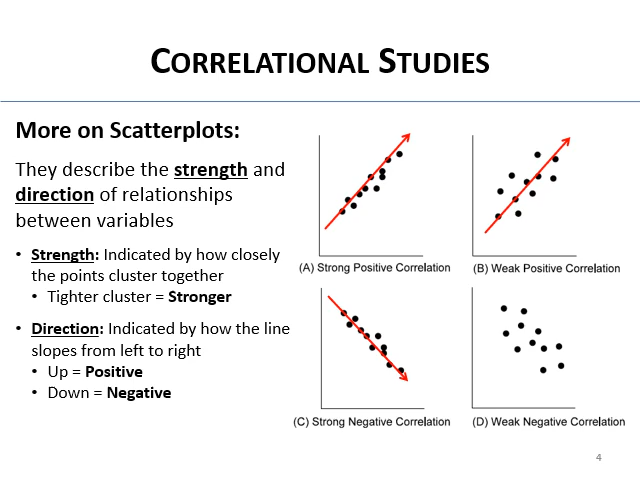 CORRELATIONAL STUDIES
More on Scatterplots:
They describe the strength and
direction of relationships
between variables
• Strength: Indicated by how closely
the points cluster together
• Tighter cluster = Stronger
• Direction: Indicated by how the line
slopes from left to right
• Up = Positive
• Down = Negative
(A) Strong Positive Correlation
(B) Weak Positive Correlation
(C) Strong Negative Correlation
(D) Weak Negative Correlation
4